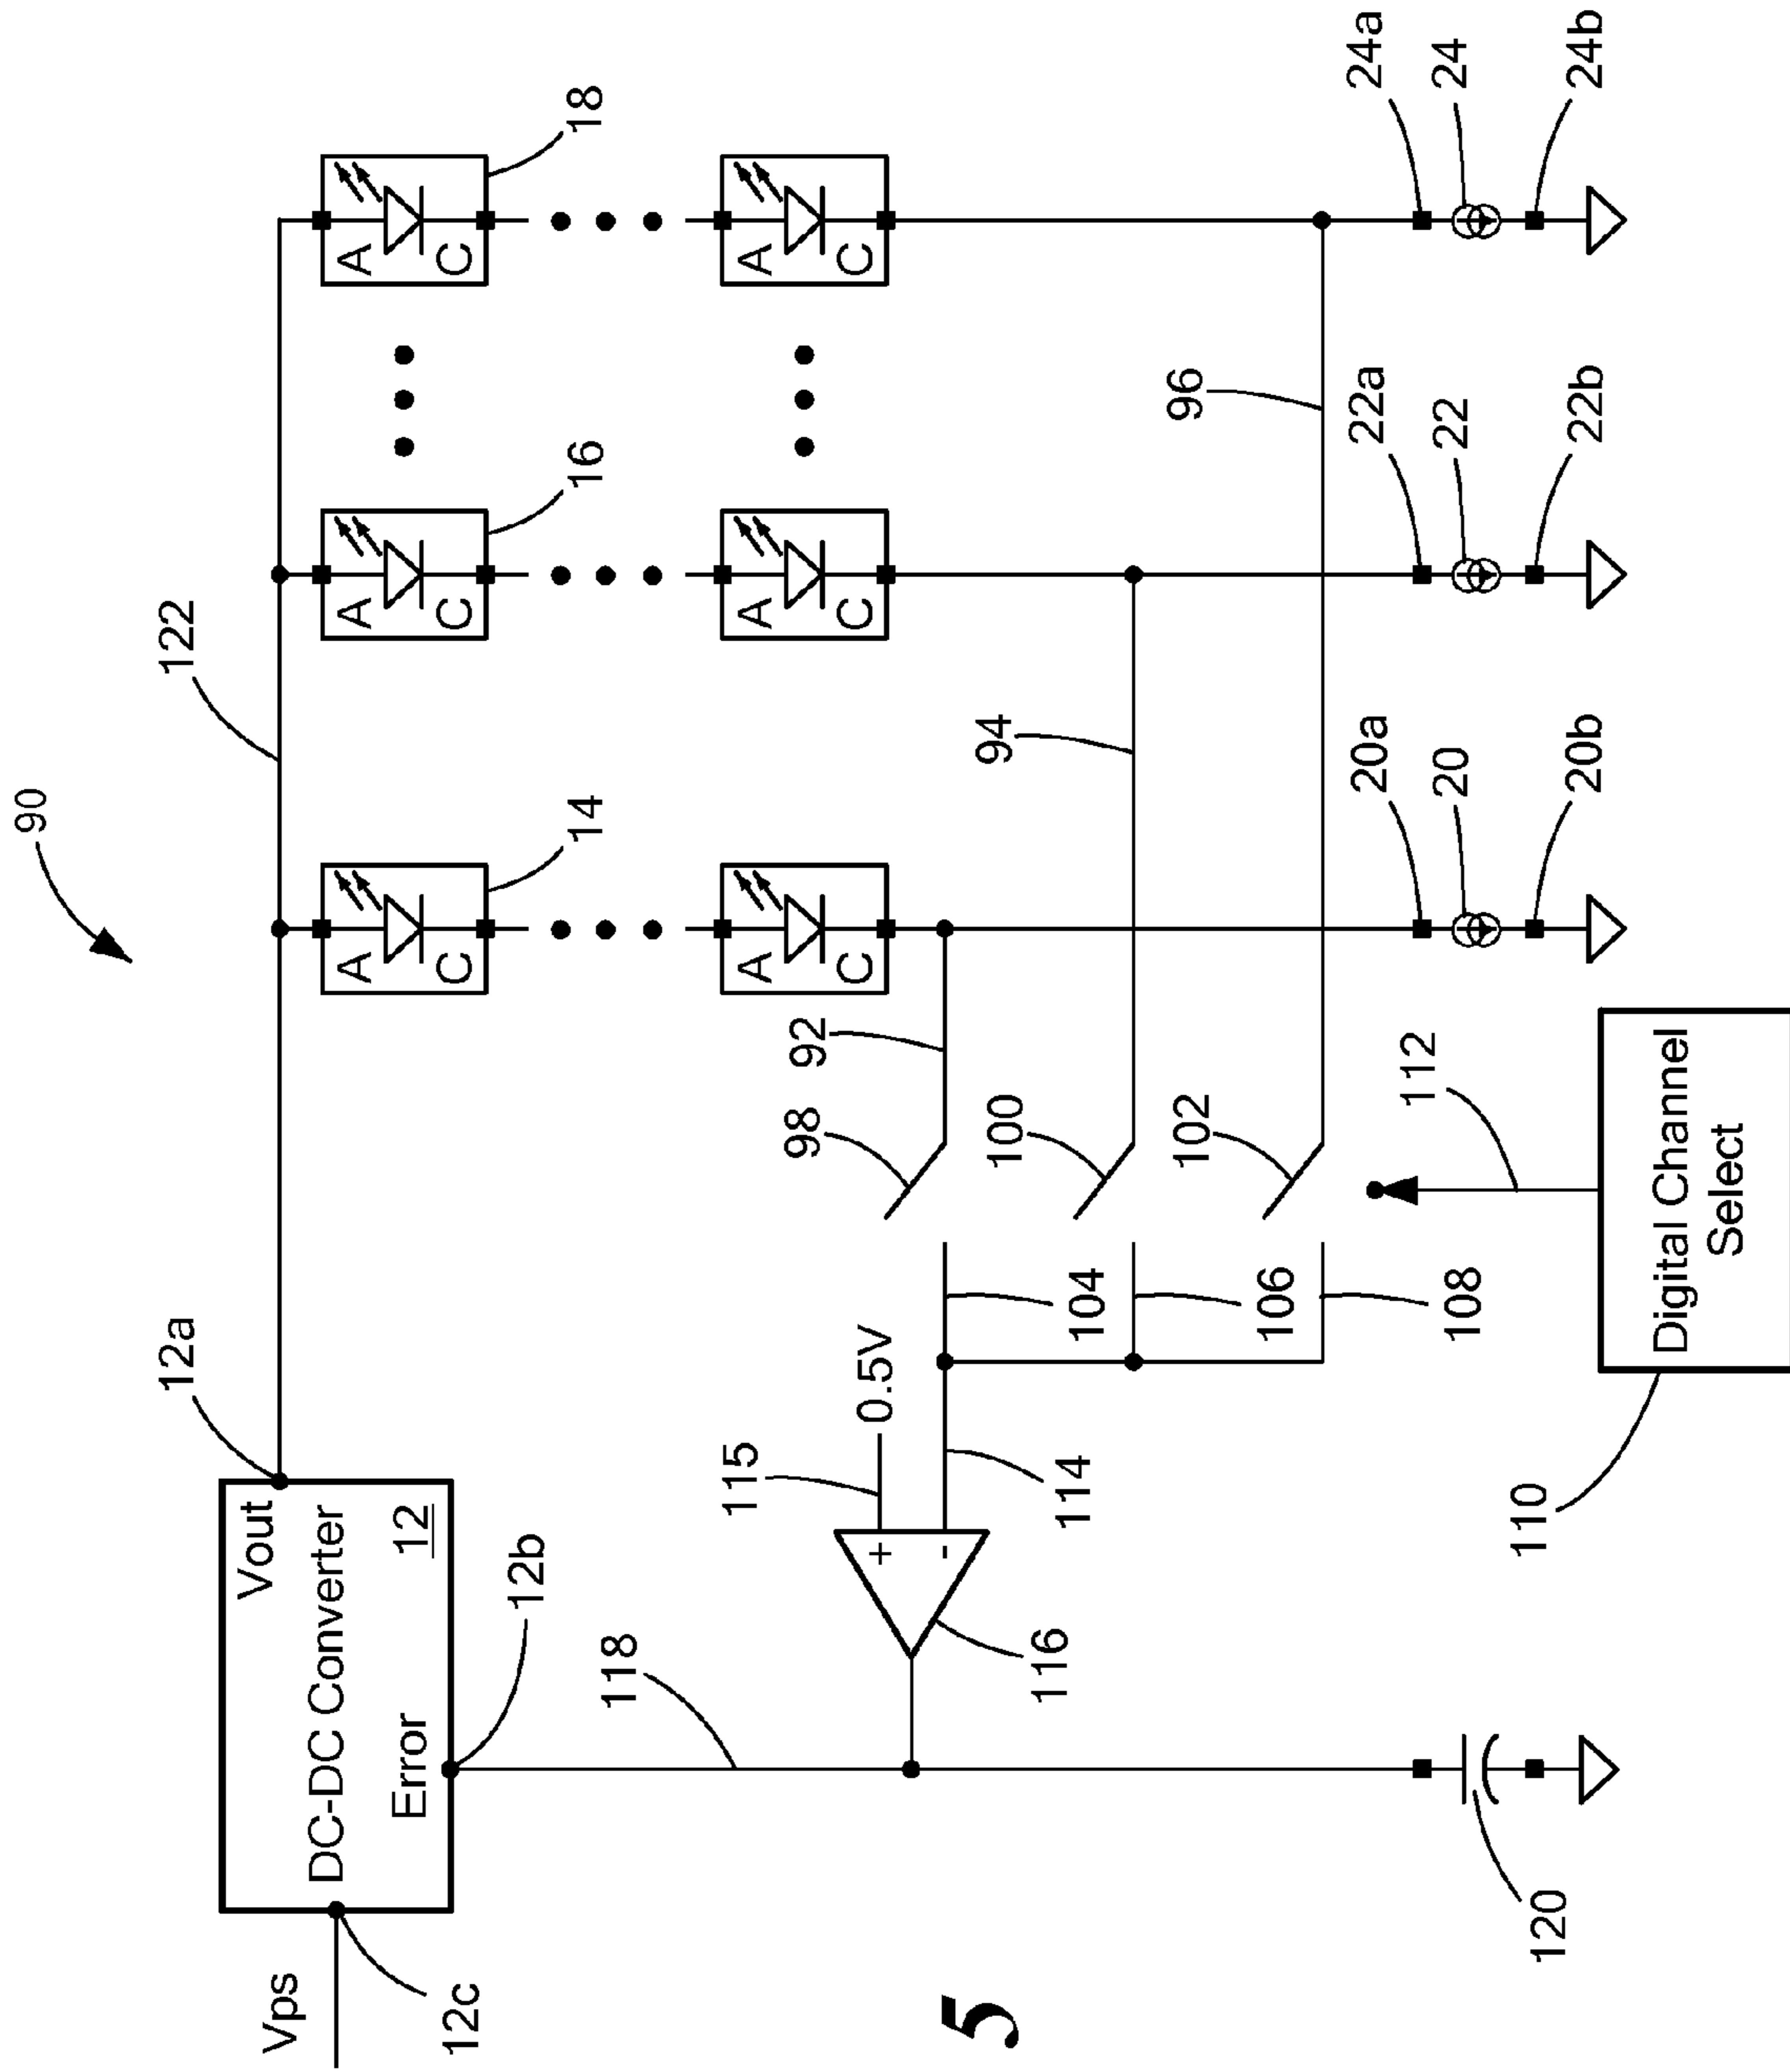 90
122
12a
Vout
DC-DC Converter
12
Error
Vps
12c
12b
118
14
16
18
A
C
A
C
A
C
A
C
A
C
A
C
115
0.5V
+
-
114
116
98
92
100
94
102
96
104
106
108
112
110
Digital Channel
Select
120
20a
20
20b
22a
22
22b
24a
24
24b
5